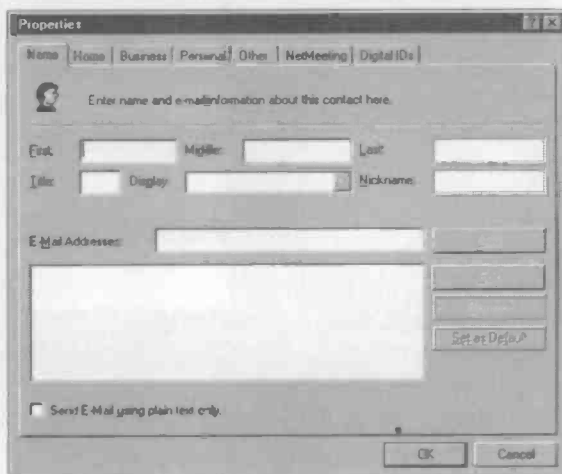 Properties
Name Home Business Personal Other NetMeeting Digital IDs
Enter name and e-mail information about this contact here.
First: Middle: Last:
Title: Display: Nickname:
E-Mail Addresses:
Set as Default
Send E-Mail using plain text only.
OK Cancel